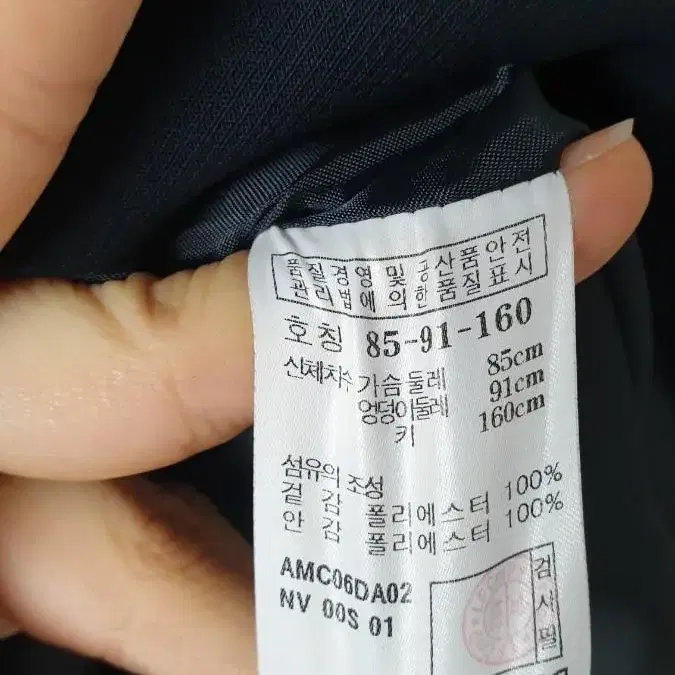 품질경영 및 공산품안전
관리법에 의한 품질표시
호칭 85-91-160
신체치수 가슴둘레 85cm
엉덩이둘레 91cm
키 160cm
섬유의 조성
겉감 폴리에스터 100%
안감 폴리에스터 100%
AMC06DA02
NV 00S 01
검사필